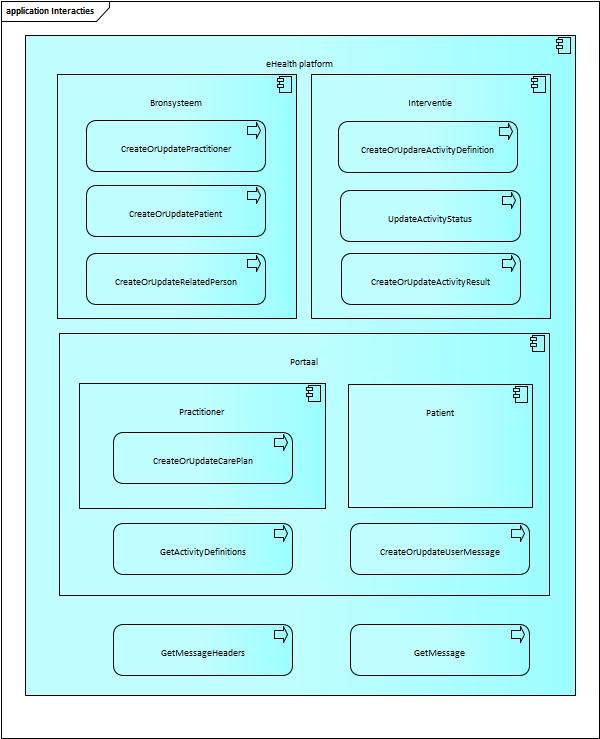 application Interacties
eHealth platform
Bronsysteem
CreateOrUpdatePractitioner
CreateOrUpdatePatient
CreateOrUpdateRelatedPerson
Interventie
CreateOrUpdareActivityDefinition
UpdateActivityStatus
CreateOrUpdateActivityResult
Portaal
Practitioner
CreateOrUpdateCarePlan
Patient
GetActivityDefinitions
CreateOrUpdateUserMessage
GetMessageHeaders
GetMessage